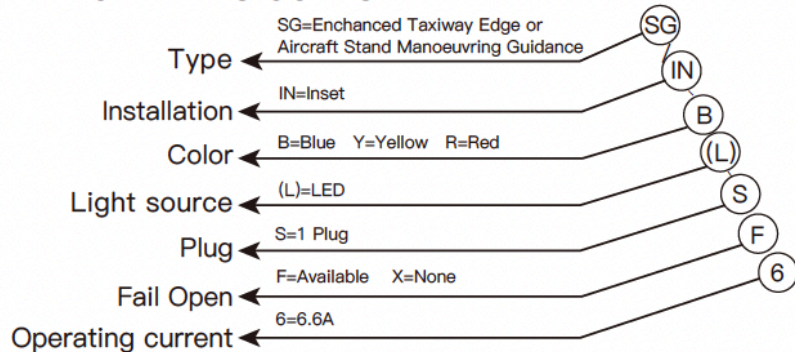 SG=Enchanced Taxiway Edge or
Aircraft Stand Manoeuvring Guidance
Type
SG
IN=Inset
Installation
IN
B=Blue Y=Yellow R=Red
Color
B
(L)=LED
Light source
(L)
S=1 Plug
Plug
S
F=Available X=None
Fail Open
F
6=6.6A
Operating current
6